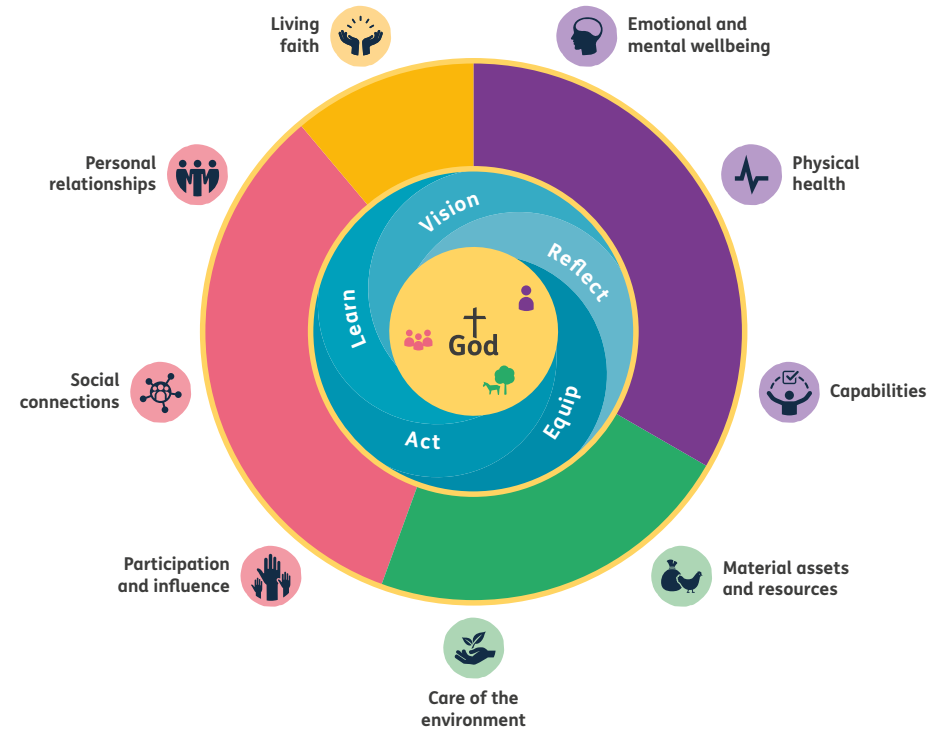 Living
faith
Emotional and
mental wellbeing
Personal
relationships
Physical
health
Vision
Reflect
Learn
God
Social
connections
Capabilities
Equip
Act
Participation
and influence
Material assets
and resources
Care of the
environment